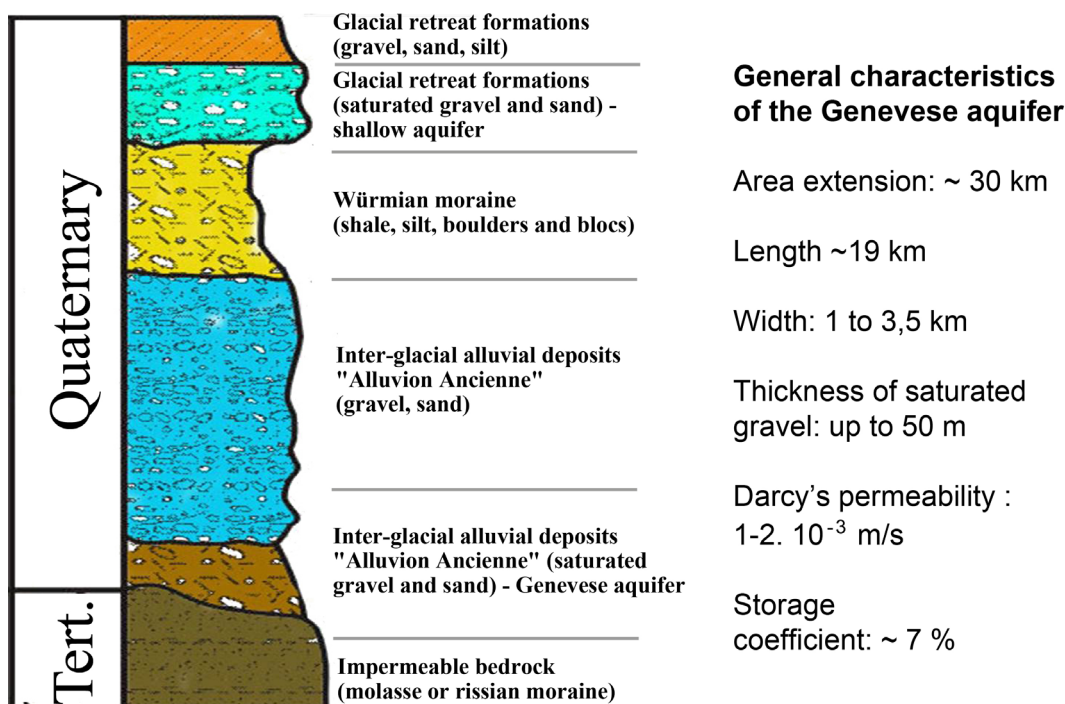 Quaternary
Tert.
Glacial retreat formations
(gravel, sand, silt)
Glacial retreat formations
(saturated gravel and sand) -
shallow aquifer
Würmian moraine
(shale, silt, boulders and blocs)
Inter-glacial alluvial deposits
"Alluvion Ancienne"
(gravel, sand)
Inter-glacial alluvial deposits
"Alluvion Ancienne" (saturated
gravel and sand) - Genevese aquifer
Impermeable bedrock
(molasse or rissian moraine)
General characteristics
of the Genevese aquifer
Area extension: ~ 30 km
Length ~19 km
Width: 1 to 3,5 km
Thickness of saturated
gravel: up to 50 m
Darcy’s permeability :
1-2. 10⁻³ m/s
Storage
coefficient: ~ 7 %